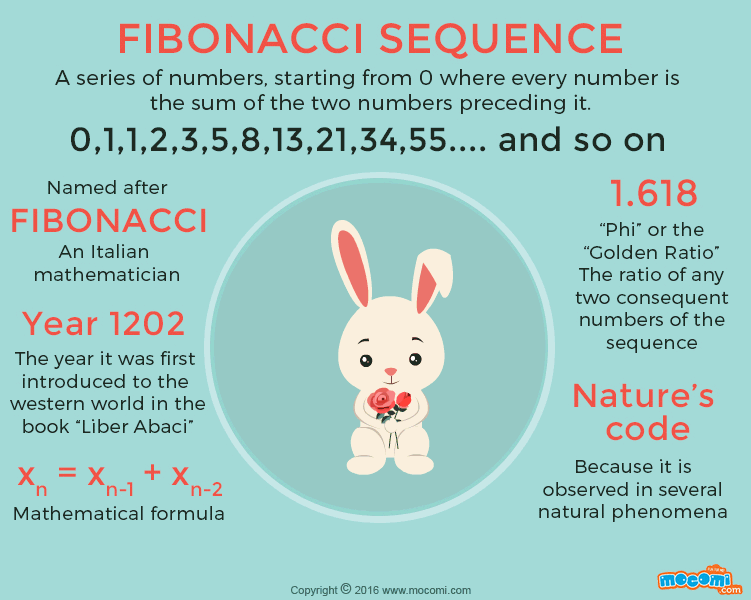 FIBONACCI SEQUENCE
A series of numbers, starting from 0 where every number is
the sum of the two numbers preceding it.
0,1,1,2,3,5,8,13,21,34,55.... and so on
Named after
FIBONACCI
An Italian
mathematician
Year 1202
The year it was first
introduced to the
western world in the
book “Liber Abaci”
xₙ = xₙ₋₁ + xₙ₋₂
Mathematical formula
1.618
“Phi” or the
“Golden Ratio”
The ratio of any
two consequent
numbers of the
sequence
Nature’s
code
Because it is
observed in several
natural phenomena
mocomi
.com
Copyright © 2016 www.mocomi.com